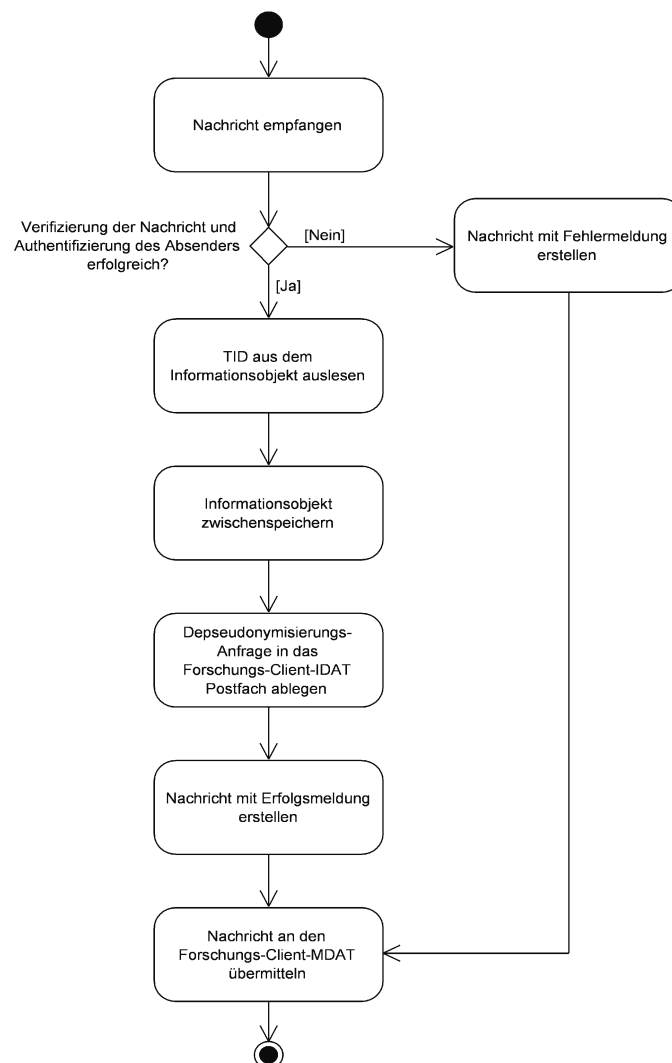 Nachricht empfangen
Verifizierung der Nachricht und
Authentifizierung des Absenders
erfolgreich?
[Nein]
Nachricht mit Fehlermeldung
erstellen
[Ja]
TID aus dem
Informationsobjekt auslesen
Informationsobjekt
zwischenspeichern
Depseudonymisierungs-
Anfrage in das
Forschungs-Client-IDAT
Postfach ablegen
Nachricht mit Erfolgsmeldung
erstellen
Nachricht an den
Forschungs-Client-MDAT
übermitteln